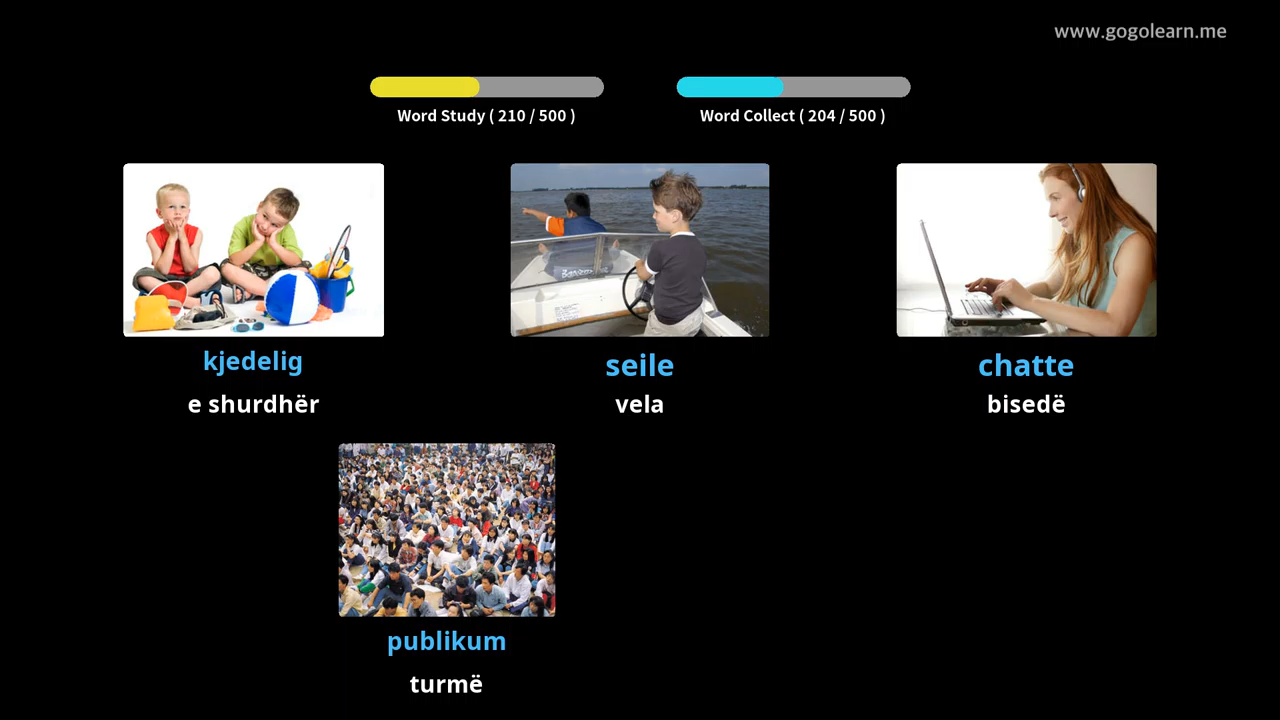 www.gogolearn.me
Word Study ( 210 / 500 )
Word Collect ( 204 / 500 )
kjedelig
e shurdhër
seile
vela
chatte
bisedë
publikum
turmë